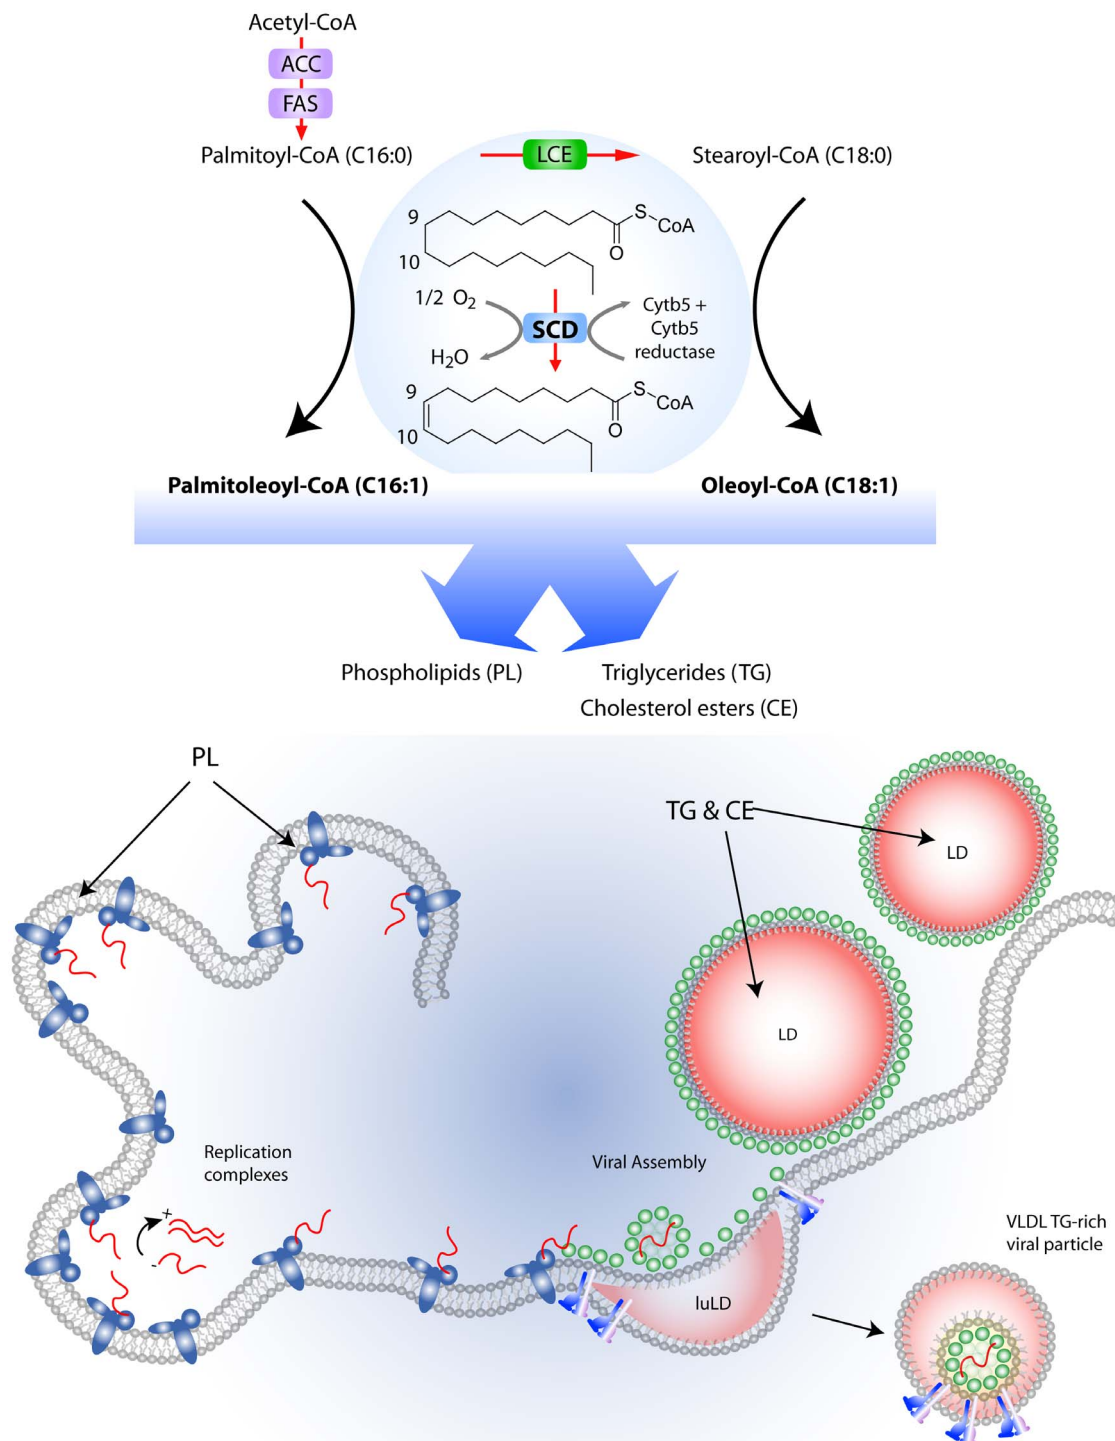 Acetyl-CoA
ACC
FAS
Palmitoyl-CoA (C16:0)
LCE
Stearoyl-CoA (C18:0)
9
S
CoA
O
10
1/2 O₂
Cytb5 +
SCD
Cytb5
H₂O
reductase
9
S
CoA
O
10
Palmitoleoyl-CoA (C16:1)
Oleoyl-CoA (C18:1)
Phospholipids (PL)
Triglycerides (TG)
Cholesterol esters (CE)
PL
TG & CE
LD
LD
Replication
complexes
Viral Assembly
+
-
VLDL TG-rich
viral particle
luLD